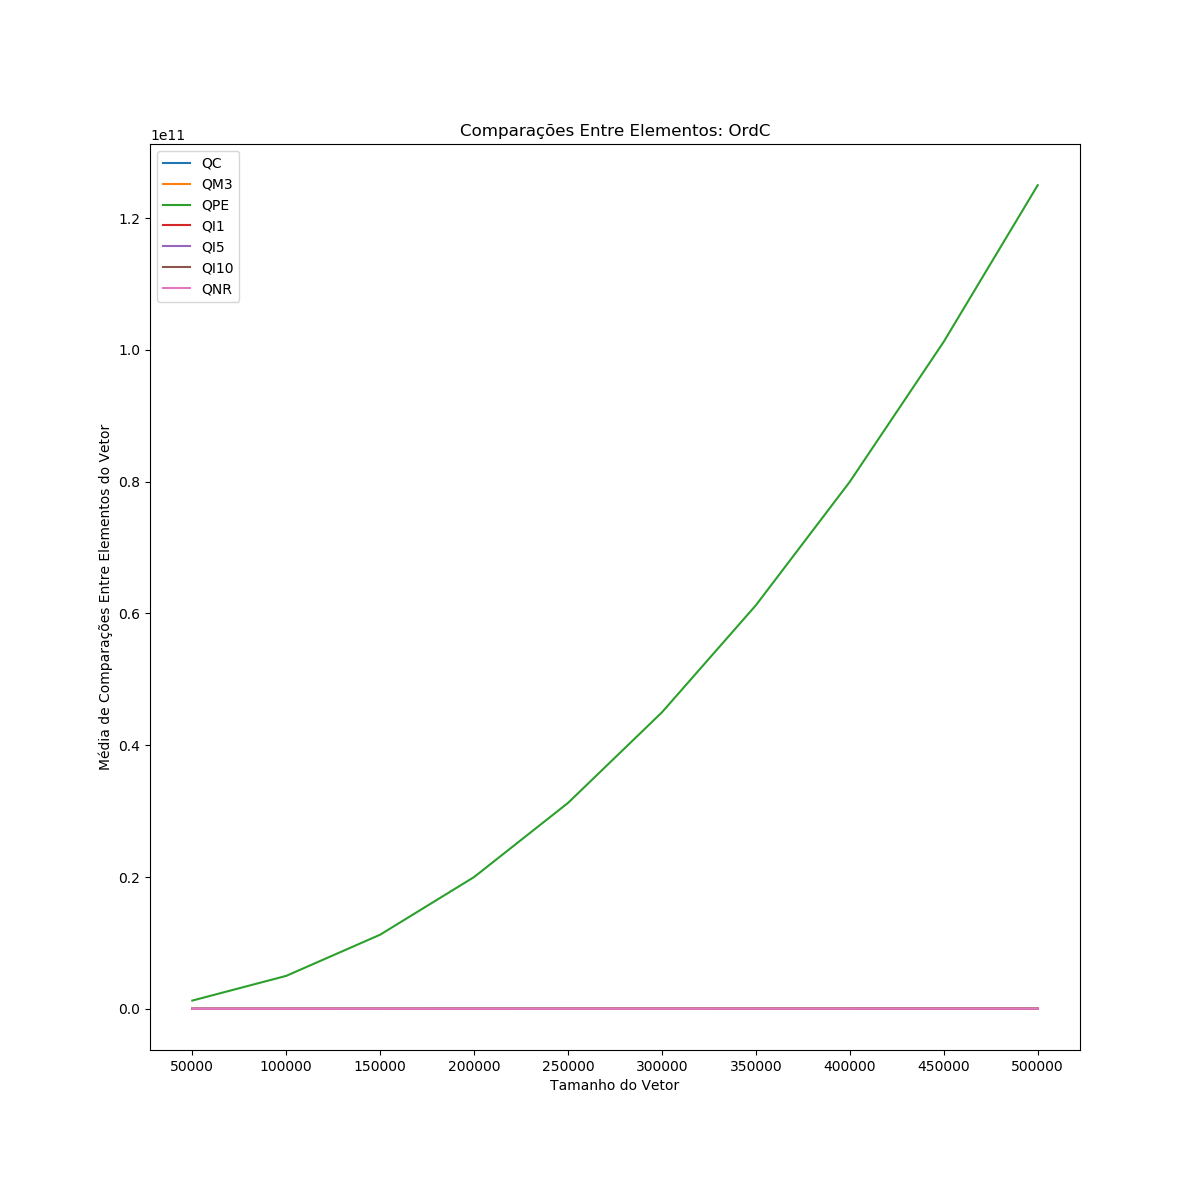 Comparações Entre Elementos: OrdC
1e11
QC
QM3
QPE
QI1
QI5
QI10
QNR
1.2
1.0
0.8
0.6
0.4
0.2
0.0
Média de Comparações Entre Elementos do Vetor
50000 100000 150000 200000 250000 300000 350000 400000 450000 500000
Tamanho do Vetor